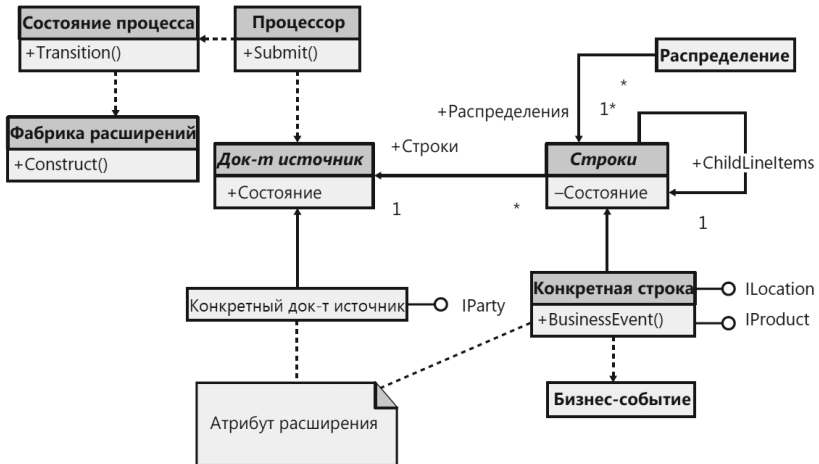 Состояние процесса
+Transition()
Процессор
+Submit()
Распределение
*
+Распределения
1*
Фабрика расширений
+Construct()
Док-т источник
+Состояние
+Строки
1
*
Строки
–Состояние
+ChildLineItems
1
Конкретный док-т источник
IParty
Конкретная строка
+BusinessEvent()
ILocation
IProduct
Атрибут расширения
Бизнес-событие